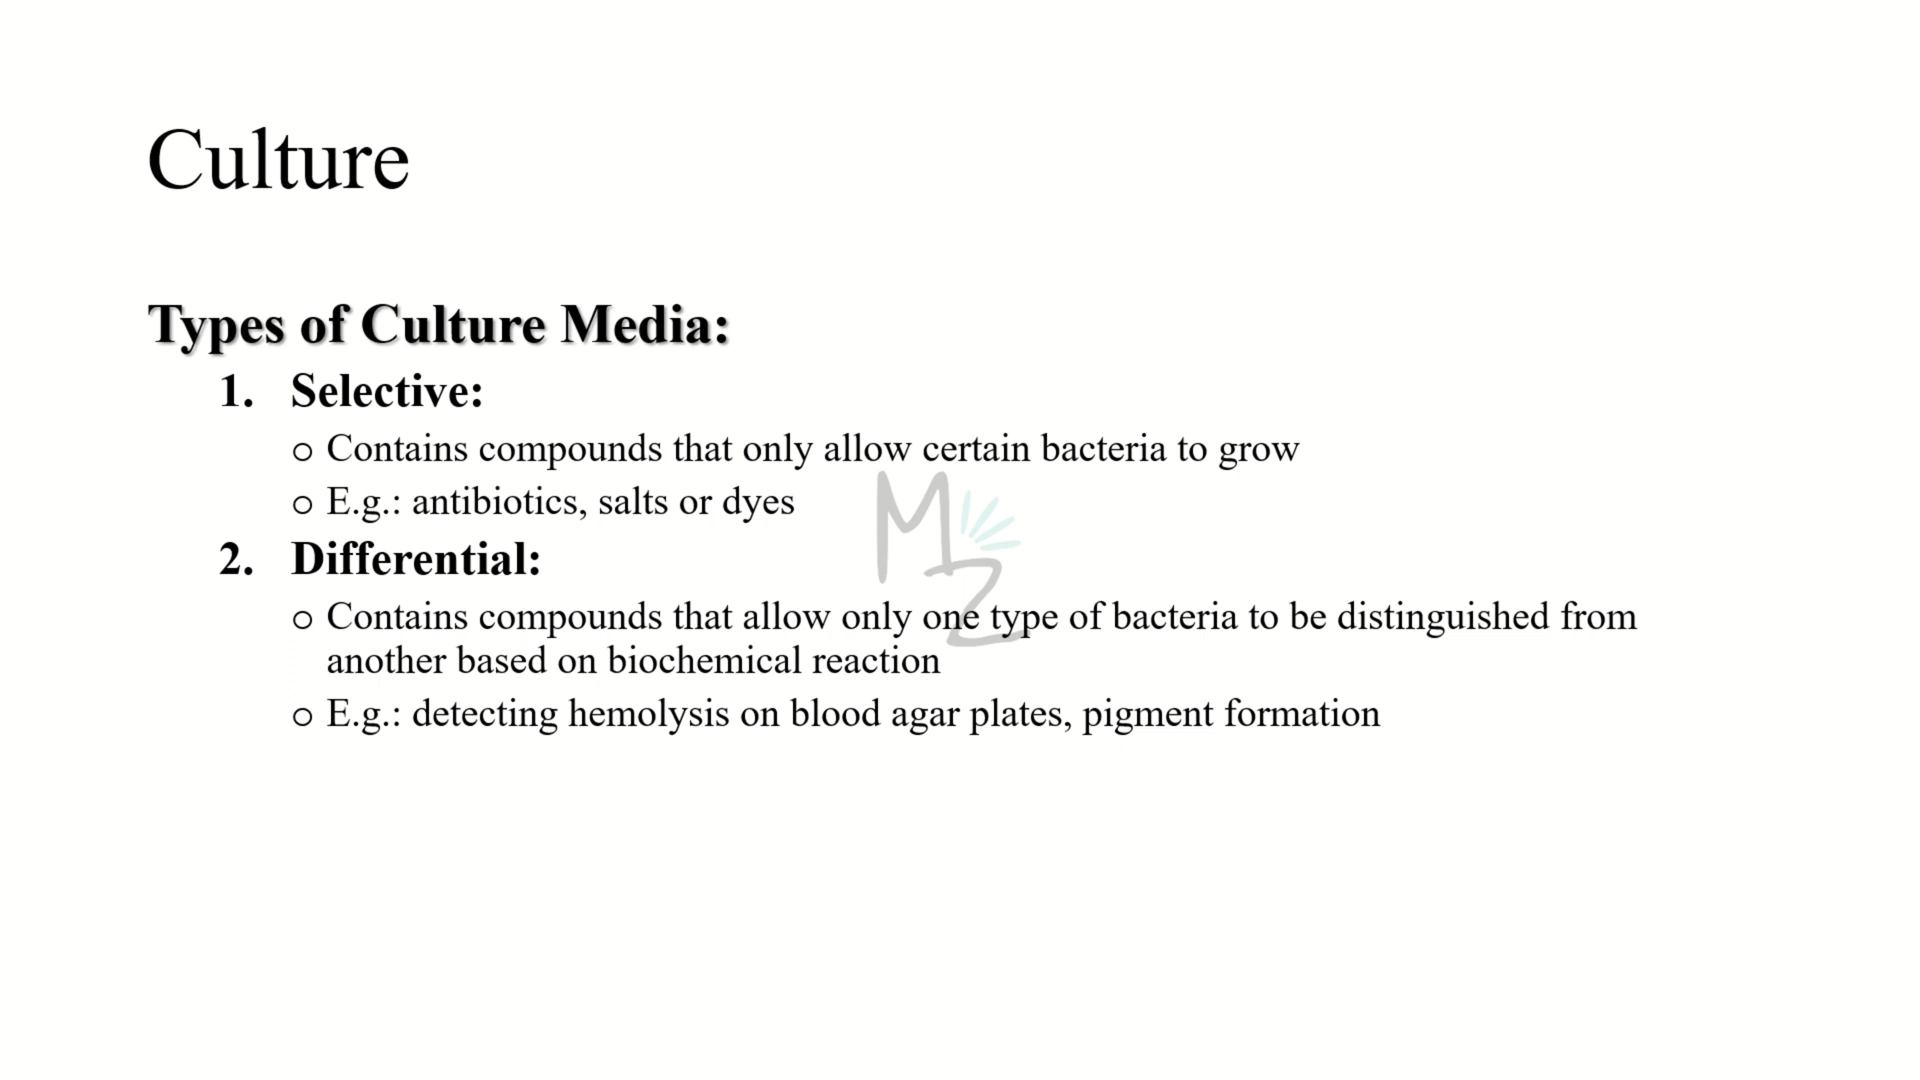 Culture
Types of Culture Media:
1. Selective:
o Contains compounds that only allow certain bacteria to grow
o E.g.: antibiotics, salts or dyes
2. Differential:
o Contains compounds that allow only one type of bacteria to be distinguished from
another based on biochemical reaction
o E.g.: detecting hemolysis on blood agar plates, pigment formation
MZ